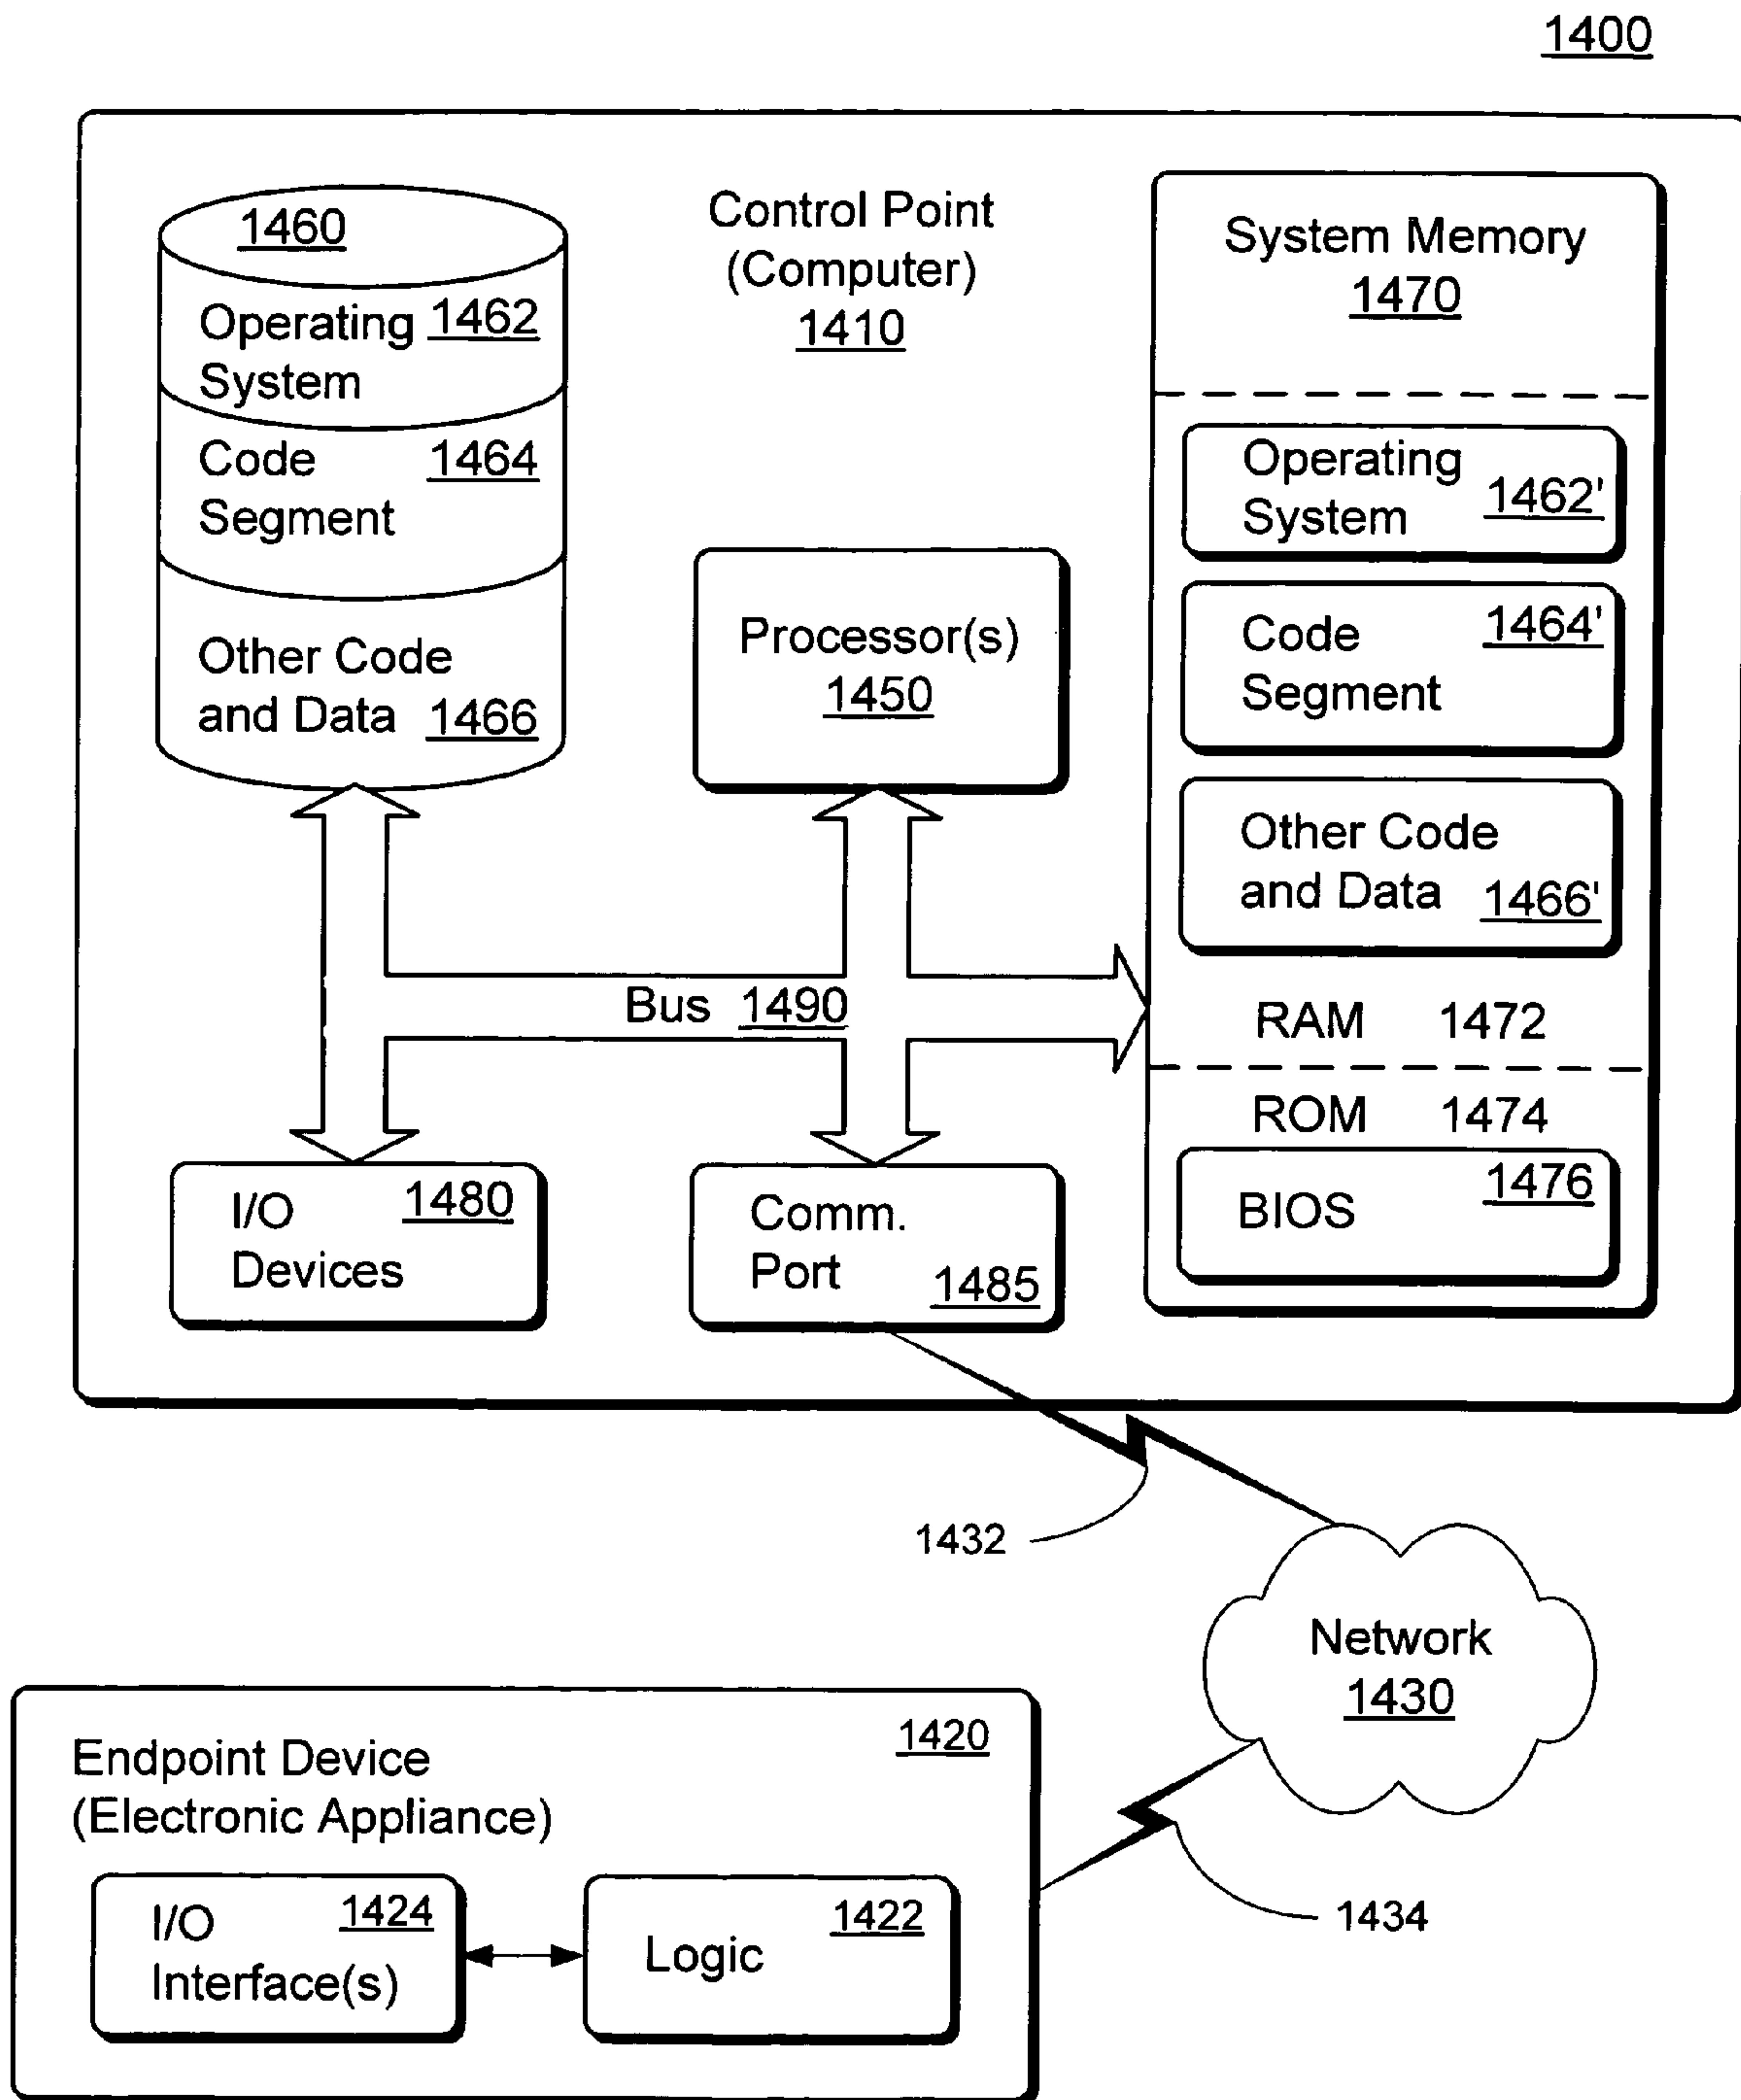 1400
1460
Operating 1462
System
Code 1464
Segment
Other Code
and Data 1466
Control Point
(Computer)
1410
System Memory
1470
Operating
System 1462'
Code 1464'
Segment
Other Code
and Data 1466'
RAM 1472
ROM 1474
BIOS 1476
Processor(s)
1450
Bus 1490
I/O 1480
Devices
Comm.
Port 1485
1432
Network
1430
1420
Endpoint Device
(Electronic Appliance)
I/O 1424
Interface(s)
Logic 1422
1434